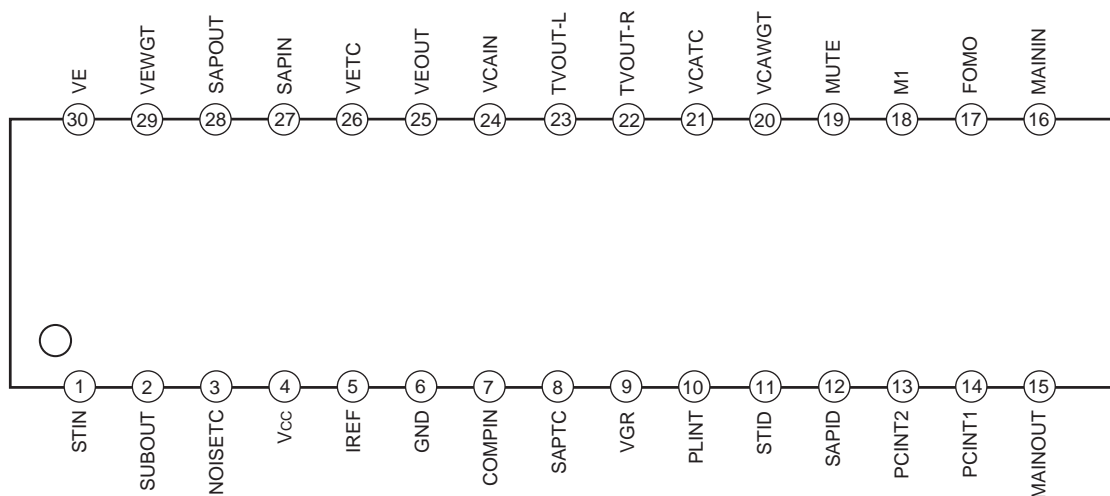 VE
VEWGT
SAPOUT
SAPIN
VETC
VEOUT
VCAIN
TVOUT-L
TVOUT-R
VCATC
VCAWGT
MUTE
M1
FOMO
MAININ
30
29
28
27
26
25
24
23
22
21
20
19
18
17
16
1
2
3
4
5
6
7
8
9
10
11
12
13
14
15
STIN
SUBOUT
NOISETC
Vcc
IREF
GND
COMPIN
SAPTC
VGR
PLINT
STID
SAPID
PCINT2
PCINT1
MAINOUT